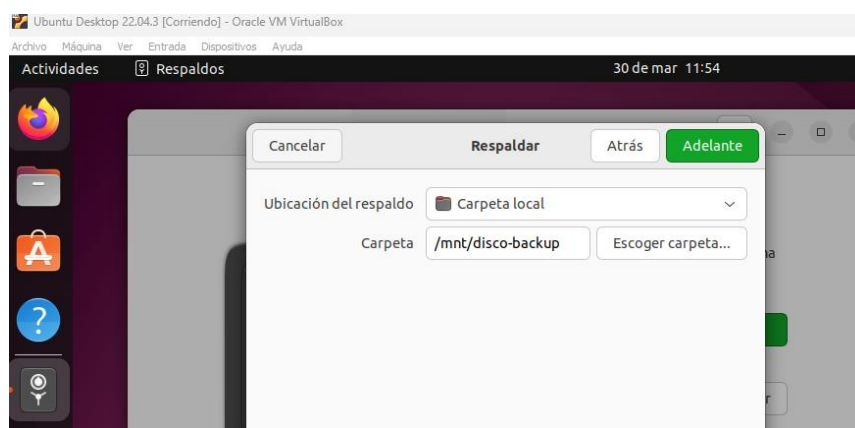 Ubuntu Desktop 22.04.3 [Corriendo] - Oracle VM VirtualBox
Archivo Máquina Ver Entrada Dispositivos Ayuda
Actividades Respaldos 30 de mar 11:54
Cancelar Respaldar Atrás Adelante
Ubicación del respaldo Carpeta local
Carpeta /mnt/disco-backup Escoger carpeta...
na
r